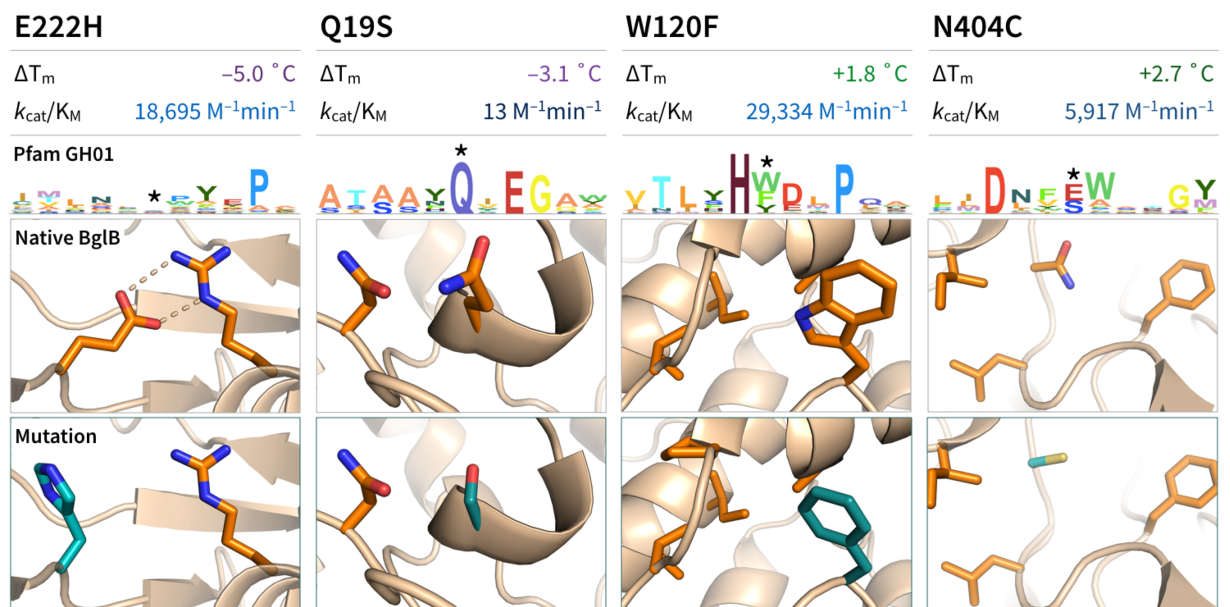 E222H
Q19S
W120F
N404C
ΔTm –5.0 ˚C
ΔTm –3.1 ˚C
ΔTm +1.8 ˚C
ΔTm +2.7 ˚C
kcat/KM 18,695 M⁻¹min⁻¹
kcat/KM 13 M⁻¹min⁻¹
kcat/KM 29,334 M⁻¹min⁻¹
kcat/KM 5,917 M⁻¹min⁻¹
Pfam GH01
* P
* Q E G
H * W D L P
D N * E W G Y
Native BglB
Mutation